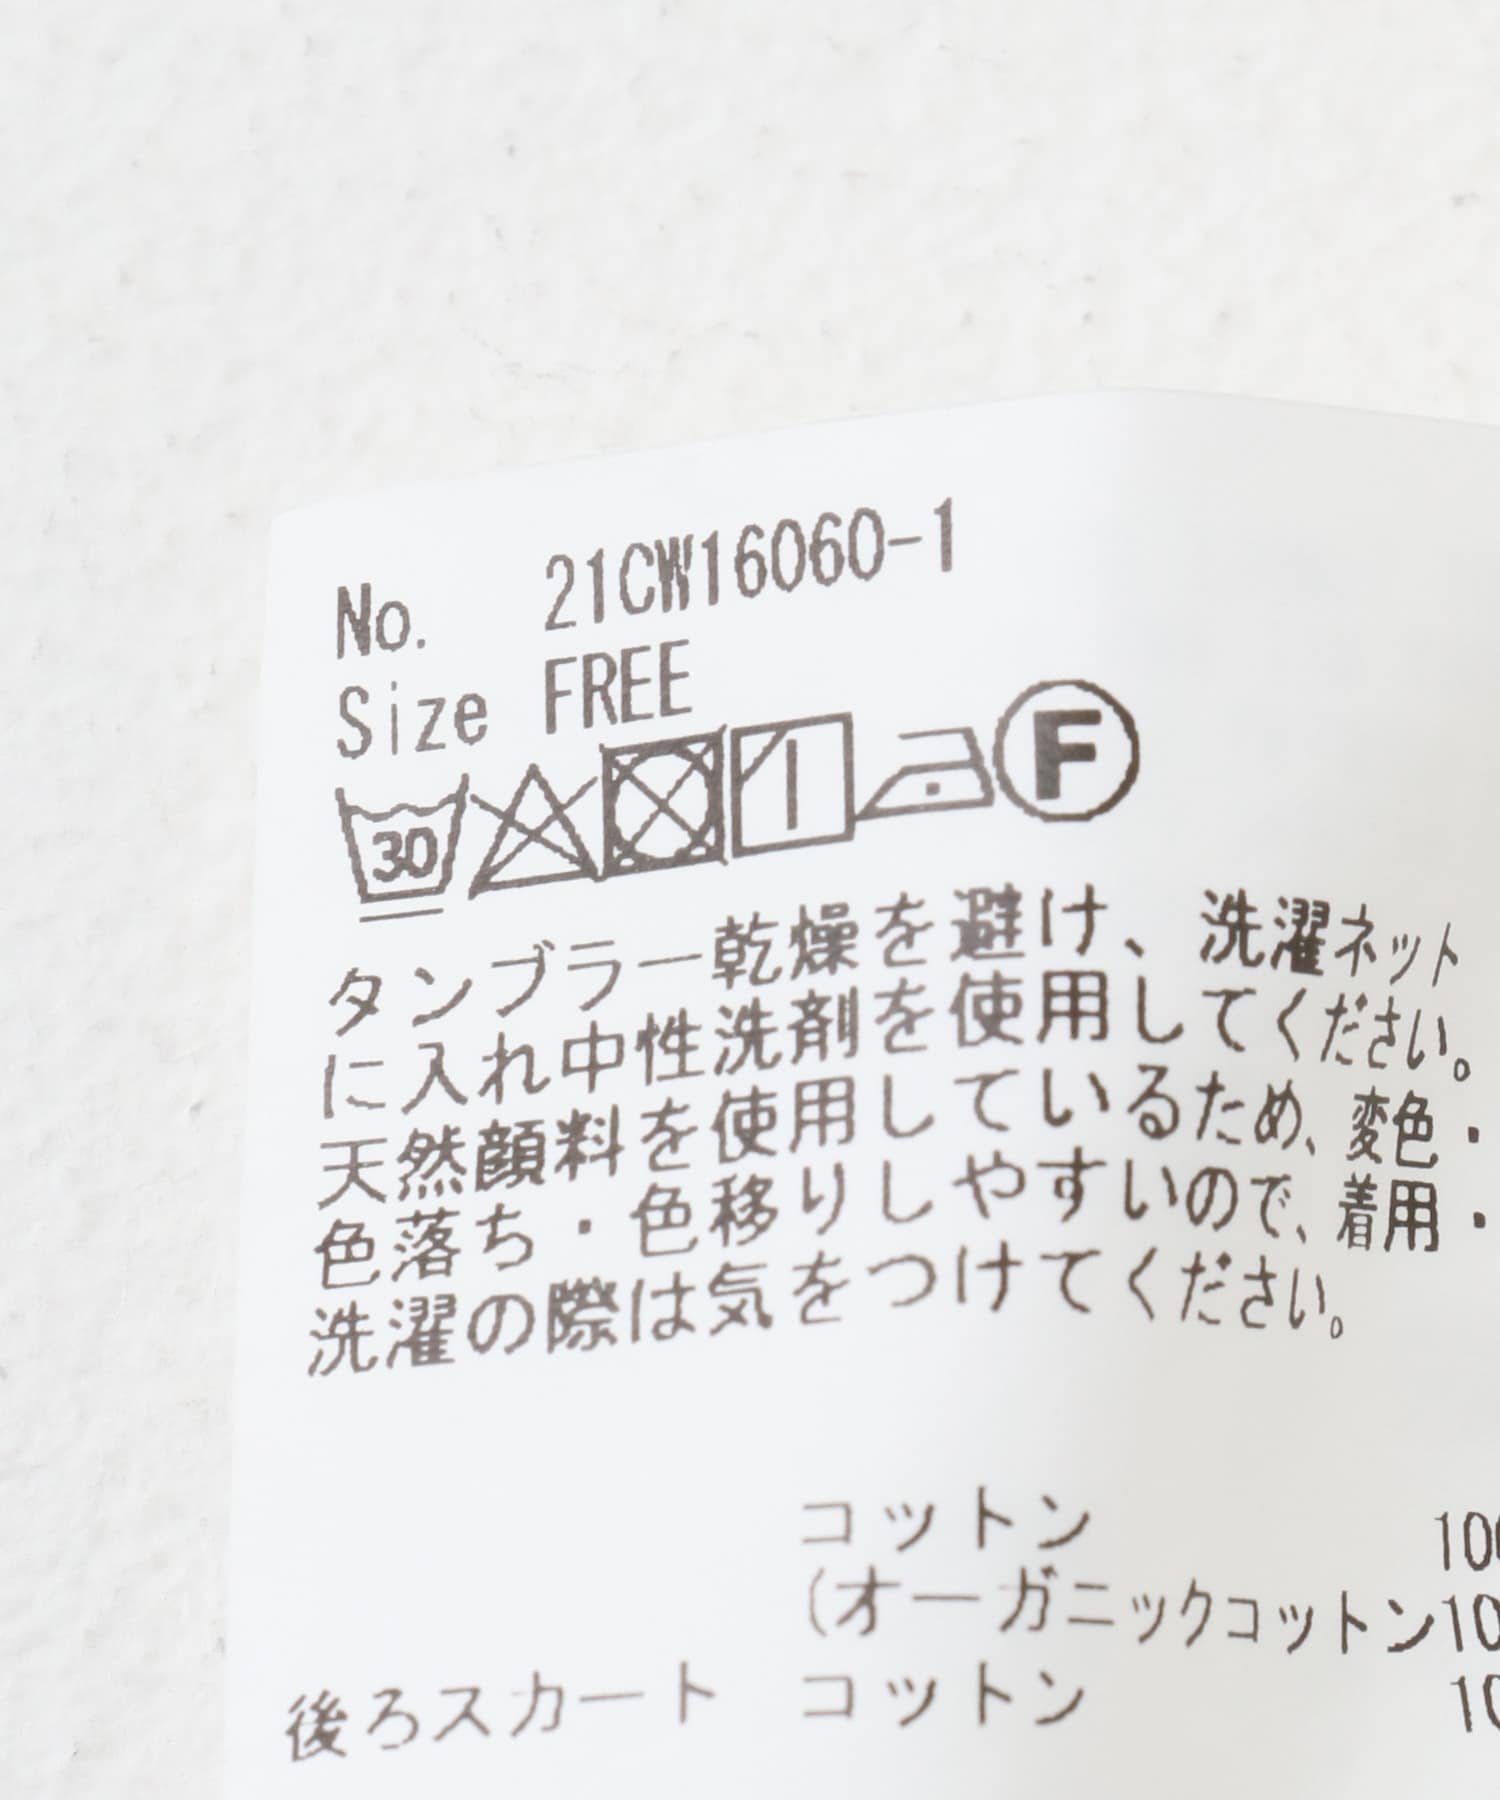 No. 21CW16060-1
Size FREE
30 F
タンブラー乾燥を避け、洗濯ネット
に入れ中性洗剤を使用してください。
天然顔料を使用しているため、変色・
色落ち・色移りしやすいので、着用・
洗濯の際は気をつけてください。
コットン 100
(オーガニックコットン10
後ろスカート コットン 10